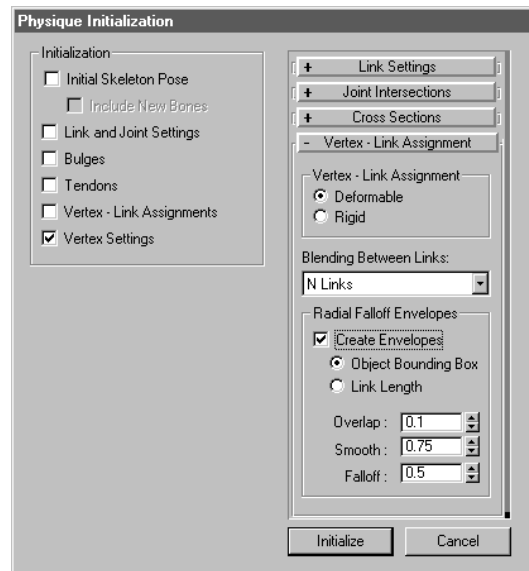 Physique Initialization
Initialization
Initial Skeleton Pose
Include New Bones
Link and Joint Settings
Bulges
Tendons
Vertex - Link Assignments
Vertex Settings
+ Link Settings
+ Joint Intersections
+ Cross Sections
- Vertex - Link Assignment
Vertex - Link Assignment
Deformable
Rigid
Blending Between Links:
N Links
Radial Falloff Envelopes
Create Envelopes
Object Bounding Box
Link Length
Overlap : 0.1
Smooth : 0.75
Falloff : 0.5
Initialize Cancel